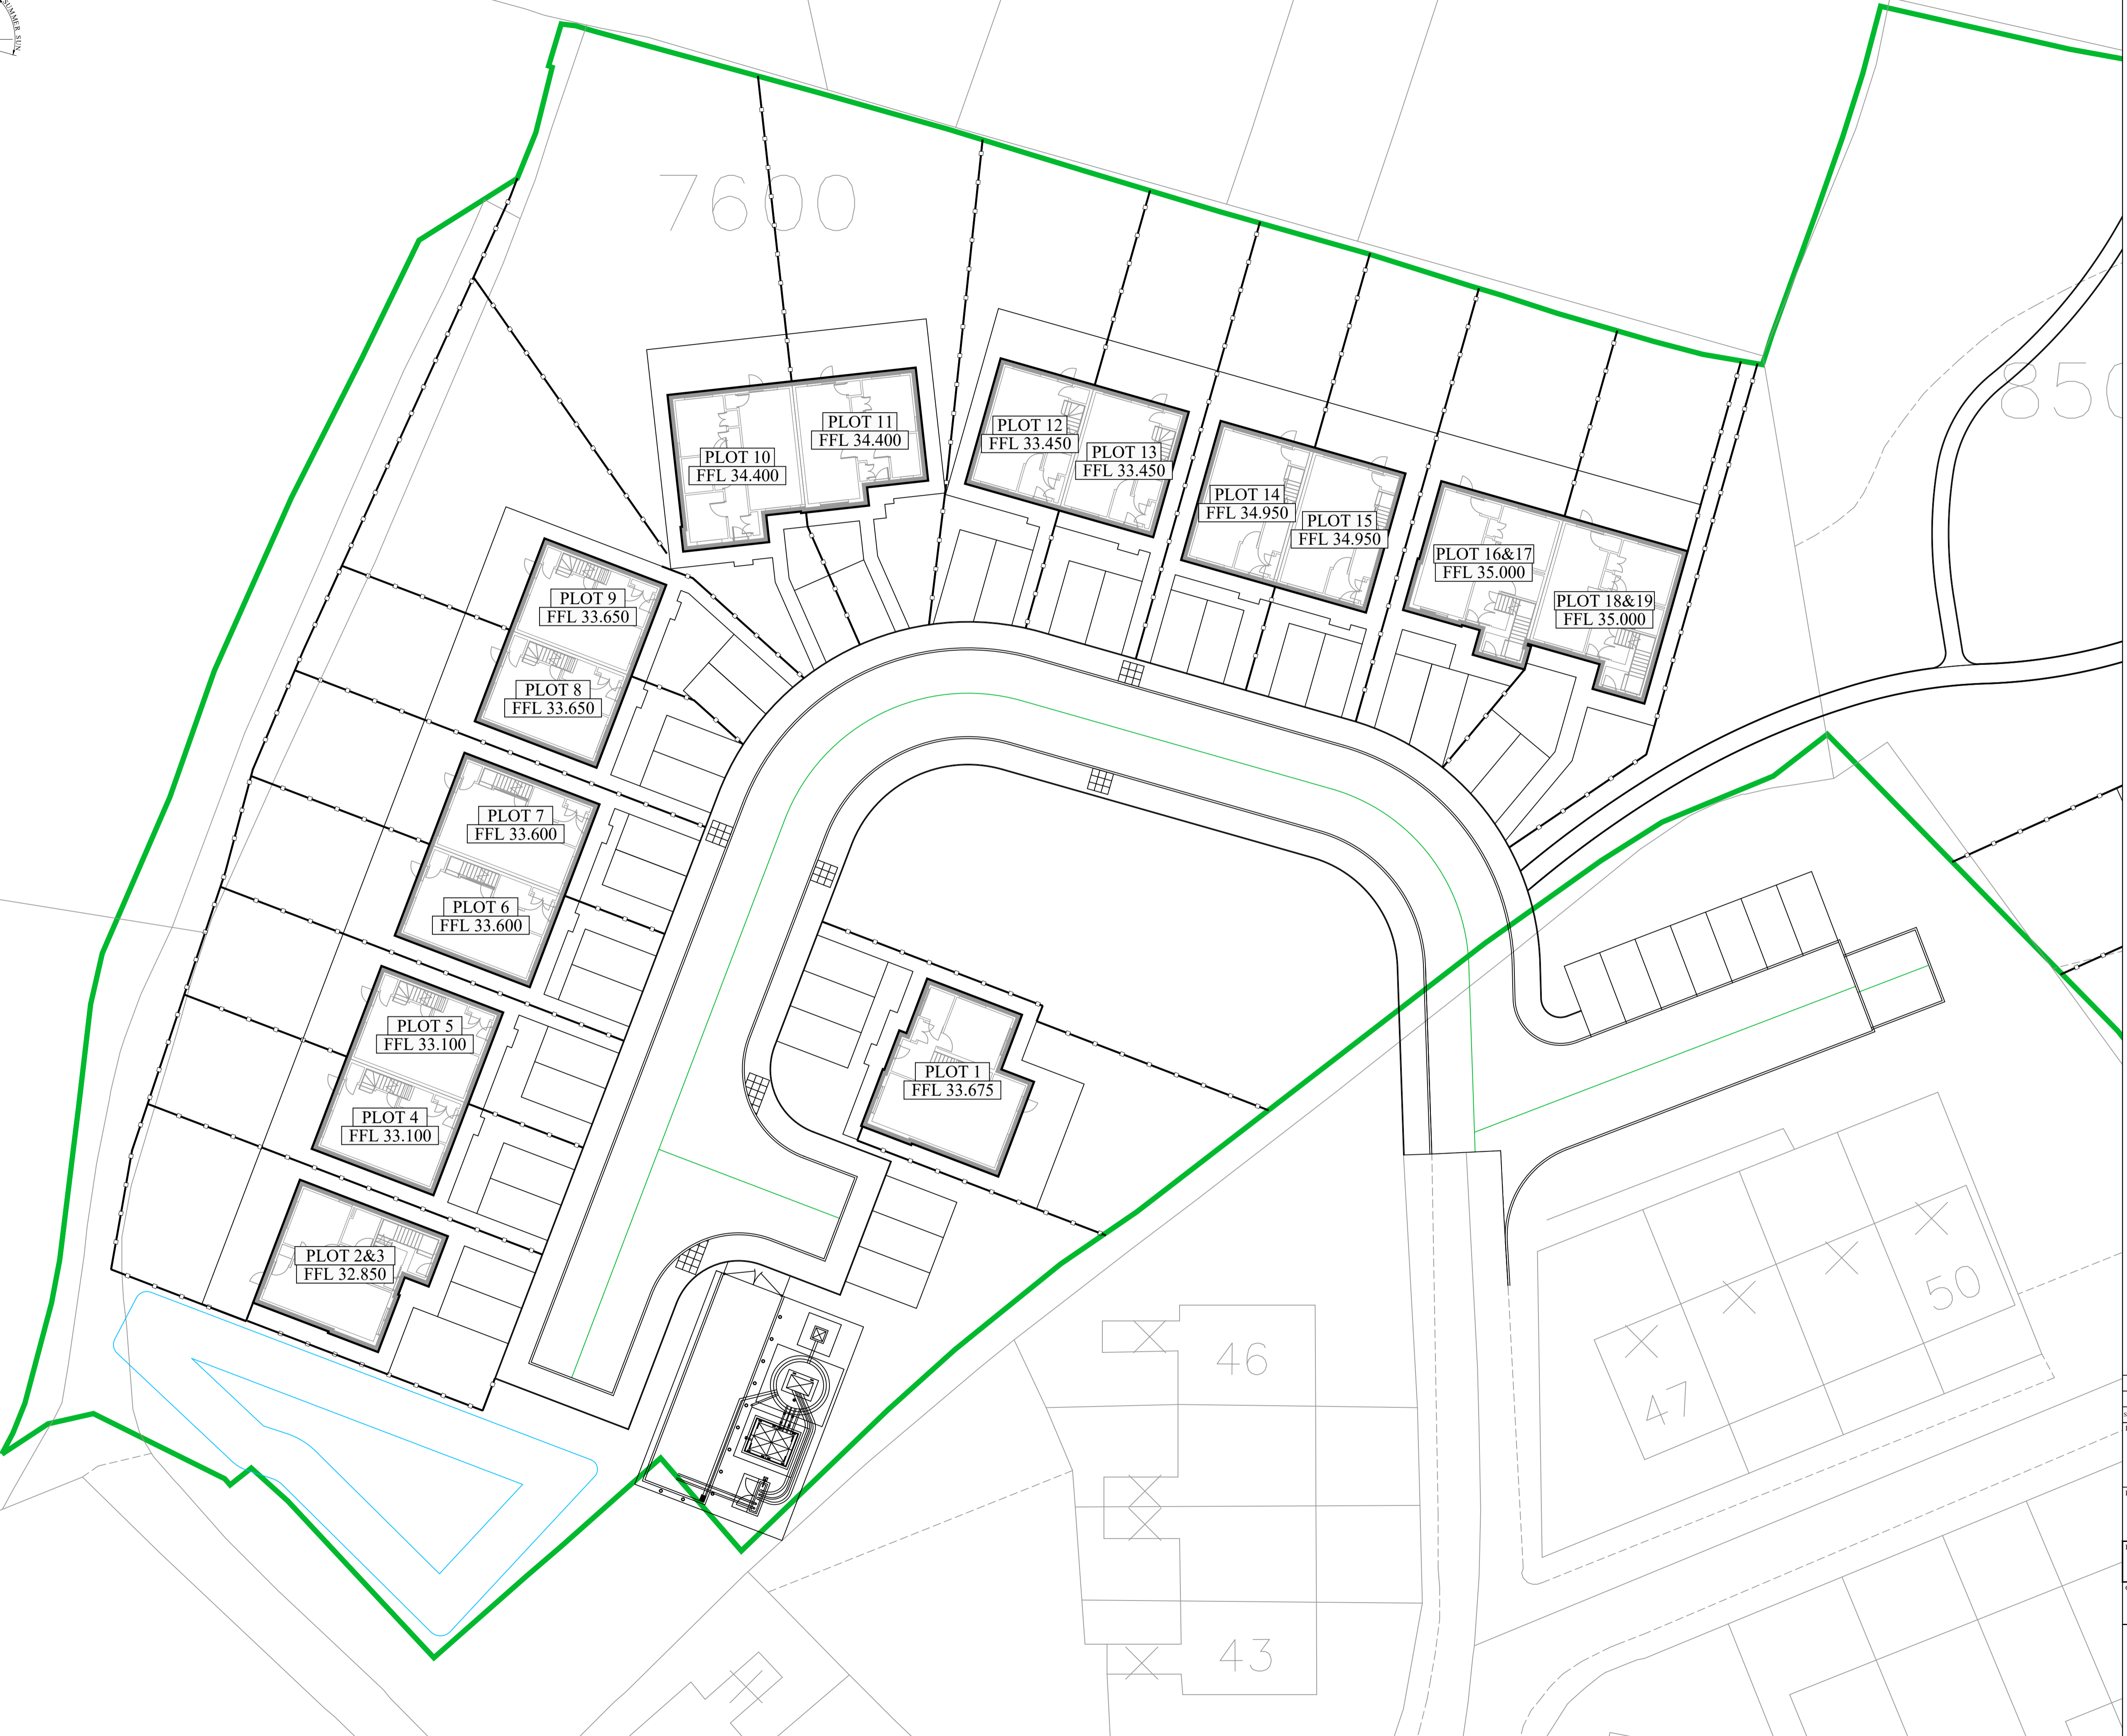 SUMMER SUN
7600
850
PLOT 11
FFL 34.400
PLOT 10
FFL 34.400
PLOT 12
FFL 33.450
PLOT 13
FFL 33.450
PLOT 14
FFL 34.950
PLOT 15
FFL 34.950
PLOT 16&17
FFL 35.000
PLOT 18&19
FFL 35.000
PLOT 9
FFL 33.650
PLOT 8
FFL 33.650
PLOT 7
FFL 33.600
PLOT 6
FFL 33.600
PLOT 5
FFL 33.100
PLOT 4
FFL 33.100
PLOT 1
FFL 33.675
PLOT 2&3
FFL 32.850
46
47
50
43